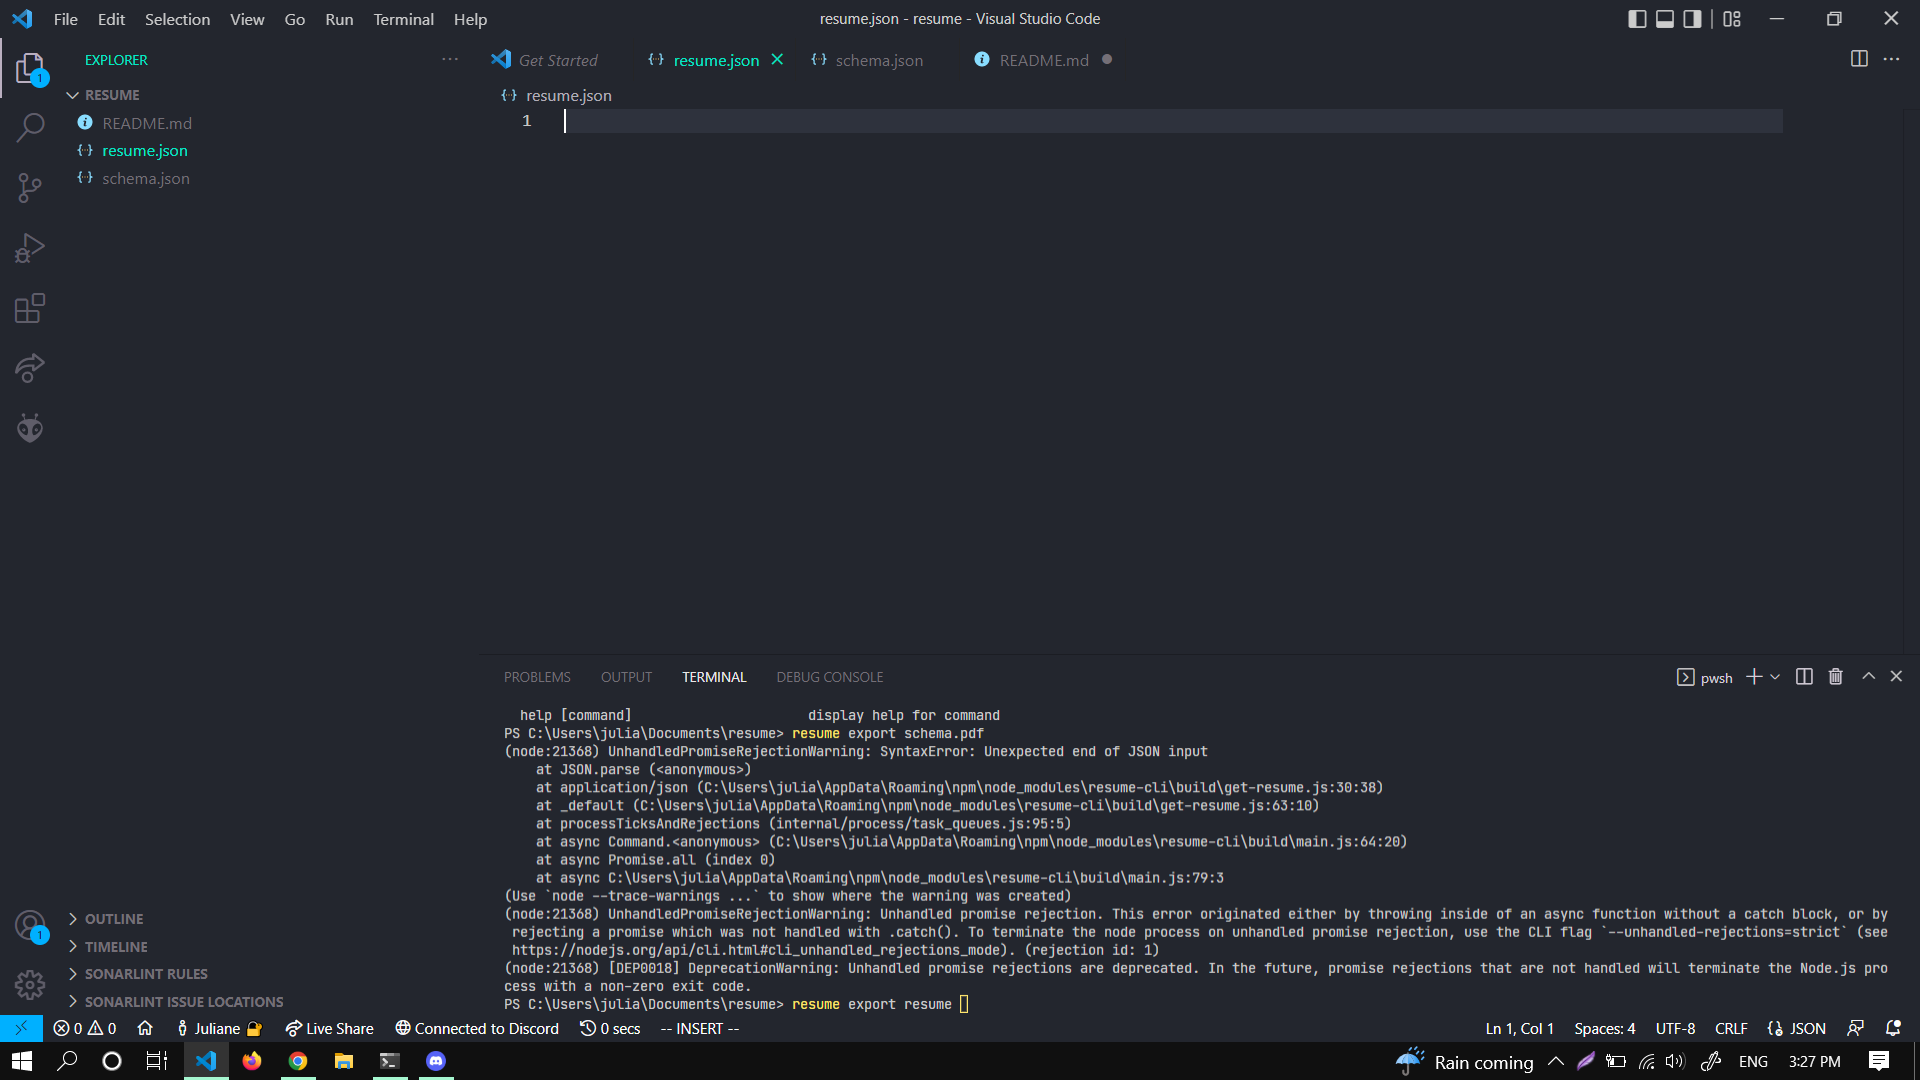 File Edit Selection View Go Run Terminal Help
resume.json - resume - Visual Studio Code
EXPLORER
1
RESUME
README.md
resume.json
schema.json
Get Started
resume.json
schema.json
README.md
resume.json
1
PROBLEMS OUTPUT TERMINAL DEBUG CONSOLE
pwsh
help [command] display help for command
PS C:\Users\julia\Documents\resume> resume export schema.pdf
(node:21368) UnhandledPromiseRejectionWarning: SyntaxError: Unexpected end of JSON input
at JSON.parse (<anonymous>)
at application/json (C:\Users\julia\AppData\Roaming\npm\node_modules\resume-cli\build\get-resume.js:30:38)
at _default (C:\Users\julia\AppData\Roaming\npm\node_modules\resume-cli\build\get-resume.js:63:10)
at processTicksAndRejections (internal/process/task_queues.js:95:5)
at async Command.<anonymous> (C:\Users\julia\AppData\Roaming\npm\node_modules\resume-cli\build\main.js:64:20)
at async Promise.all (index 0)
at async C:\Users\julia\AppData\Roaming\npm\node_modules\resume-cli\build\main.js:79:3
(Use `node --trace-warnings ...` to show where the warning was created)
(node:21368) UnhandledPromiseRejectionWarning: Unhandled promise rejection. This error originated either by throwing inside of an async function without a catch block, or by
rejecting a promise which was not handled with .catch(). To terminate the node process on unhandled promise rejection, use the CLI flag `--unhandled-rejections=strict` (see
https://nodejs.org/api/cli.html#cli_unhandled_rejections_mode). (rejection id: 1)
(node:21368) [DEP0018] DeprecationWarning: Unhandled promise rejections are deprecated. In the future, promise rejections that are not handled will terminate the Node.js pro
cess with a non-zero exit code.
PS C:\Users\julia\Documents\resume> resume export resume
OUTLINE
TIMELINE
SONARLINT RULES
SONARLINT ISSUE LOCATIONS
1
0 0 Juliane Live Share Connected to Discord 0 secs -- INSERT --
Ln 1, Col 1 Spaces: 4 UTF-8 CRLF JSON
Rain coming ENG 3:27 PM